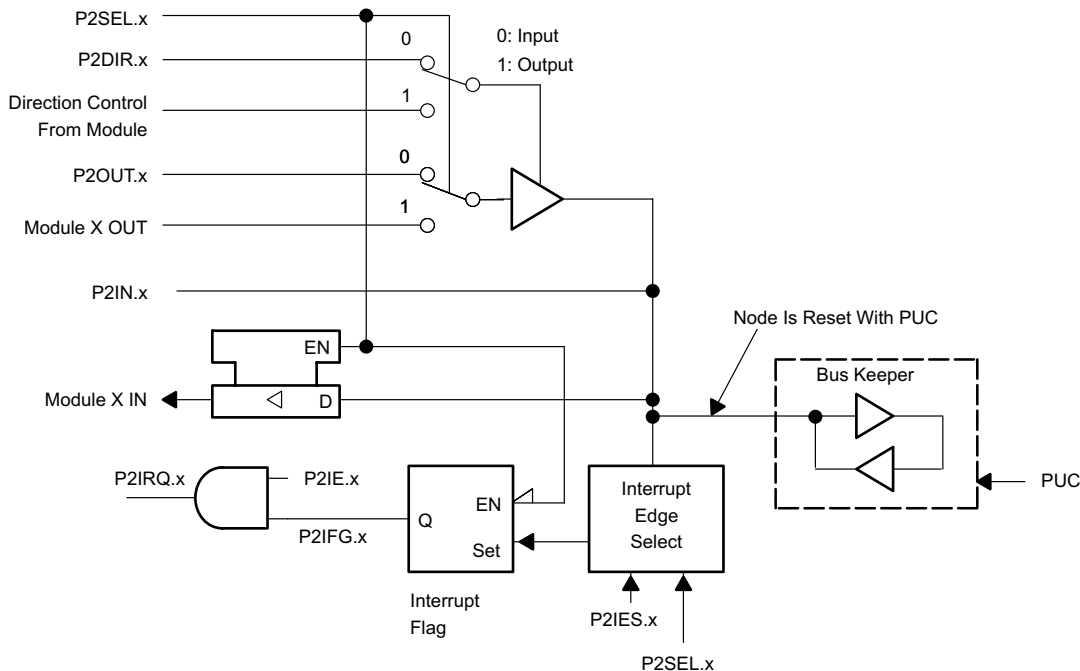 P2SEL.x
0
0: Input
P2DIR.x
1: Output
Direction Control
From Module
1
P2OUT.x
0
Module X OUT
1
P2IN.x
Node Is Reset With PUC
EN
Bus Keeper
Module X IN
D
P2IRQ.x
P2IE.x
PUC
Interrupt
Edge
Select
EN
Q
P2IFG.x
Set
Interrupt
Flag
P2IES.x
P2SEL.x